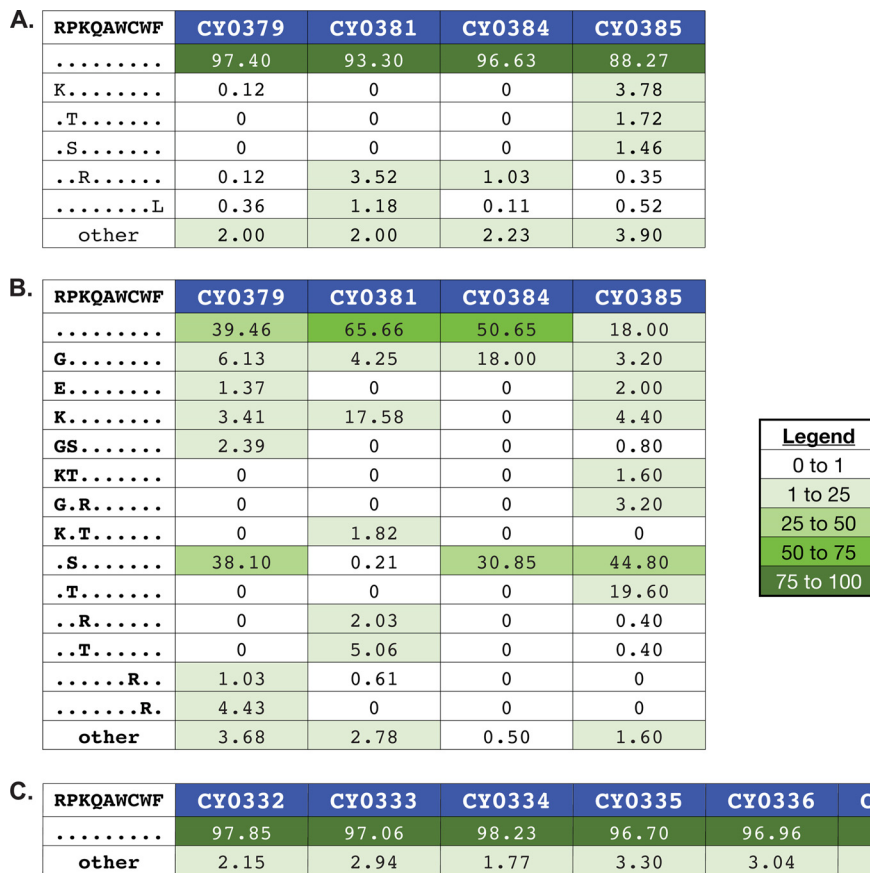 A.
RPKQAWCWF CY0379 CY0381 CY0384 CY0385
......... 97.40 93.30 96.63 88.27
K........ 0.12 0 0 3.78
.T....... 0 0 0 1.72
.S....... 0 0 0 1.46
..R...... 0.12 3.52 1.03 0.35
........L 0.36 1.18 0.11 0.52
other 2.00 2.00 2.23 3.90
B.
RPKQAWCWF CY0379 CY0381 CY0384 CY0385
......... 39.46 65.66 50.65 18.00
G........ 6.13 4.25 18.00 3.20
E........ 1.37 0 0 2.00
K........ 3.41 17.58 0 4.40
GS....... 2.39 0 0 0.80
KT....... 0 0 0 1.60
G.R...... 0 0 0 3.20
K.T...... 0 1.82 0 0
.S....... 38.10 0.21 30.85 44.80
.T....... 0 0 0 19.60
..R...... 0 2.03 0 0.40
..T...... 0 5.06 0 0.40
......R.. 1.03 0.61 0 0
.......R. 4.43 0 0 0
other 3.68 2.78 0.50 1.60
Legend
0 to 1
1 to 25
25 to 50
50 to 75
75 to 100
C.
RPKQAWCWF CY0332 CY0333 CY0334 CY0335 CY0336
......... 97.85 97.06 98.23 96.70 96.96
other 2.15 2.94 1.77 3.30 3.04